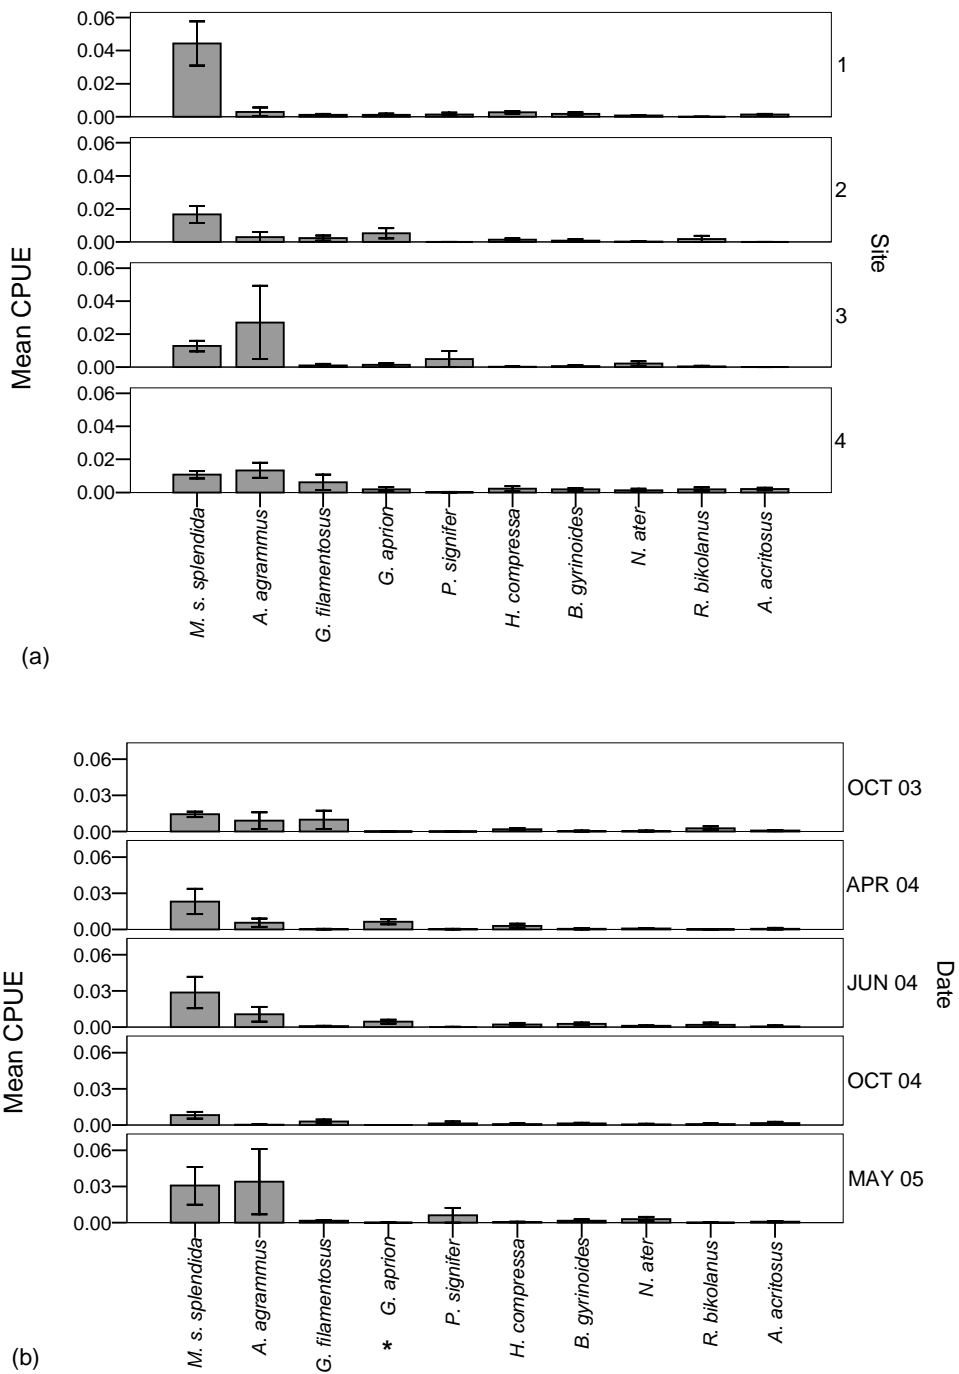 0.06
0.04
0.02
0.00
1
0.06
0.04
0.02
0.00
2
0.06
0.04
0.02
0.00
3
0.06
0.04
0.02
0.00
4
Mean CPUE
Site
M. s. splendida
A. agrammus
G. filamentosus
G. aprion
P. signifer
H. compressa
B. gyrinoides
N. ater
R. bikolanus
A. acritosus
(a)
0.06
0.03
0.00
OCT 03
0.06
0.03
0.00
APR 04
0.06
0.03
0.00
JUN 04
0.06
0.03
0.00
OCT 04
0.06
0.03
0.00
MAY 05
Mean CPUE
Date
M. s. splendida
A. agrammus
G. filamentosus
* G. aprion
P. signifer
H. compressa
B. gyrinoides
N. ater
R. bikolanus
A. acritosus
(b)